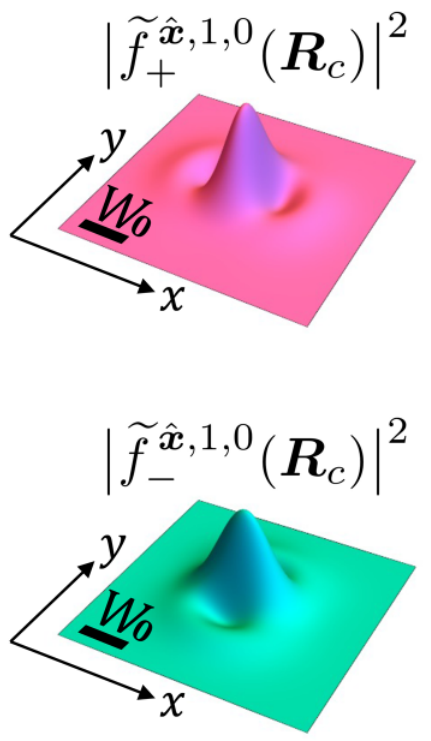 |f̃₊^{x̂,1,0}(R_c)|²
y
W₀
x
|f̃₋^{x̂,1,0}(R_c)|²
y
W₀
x